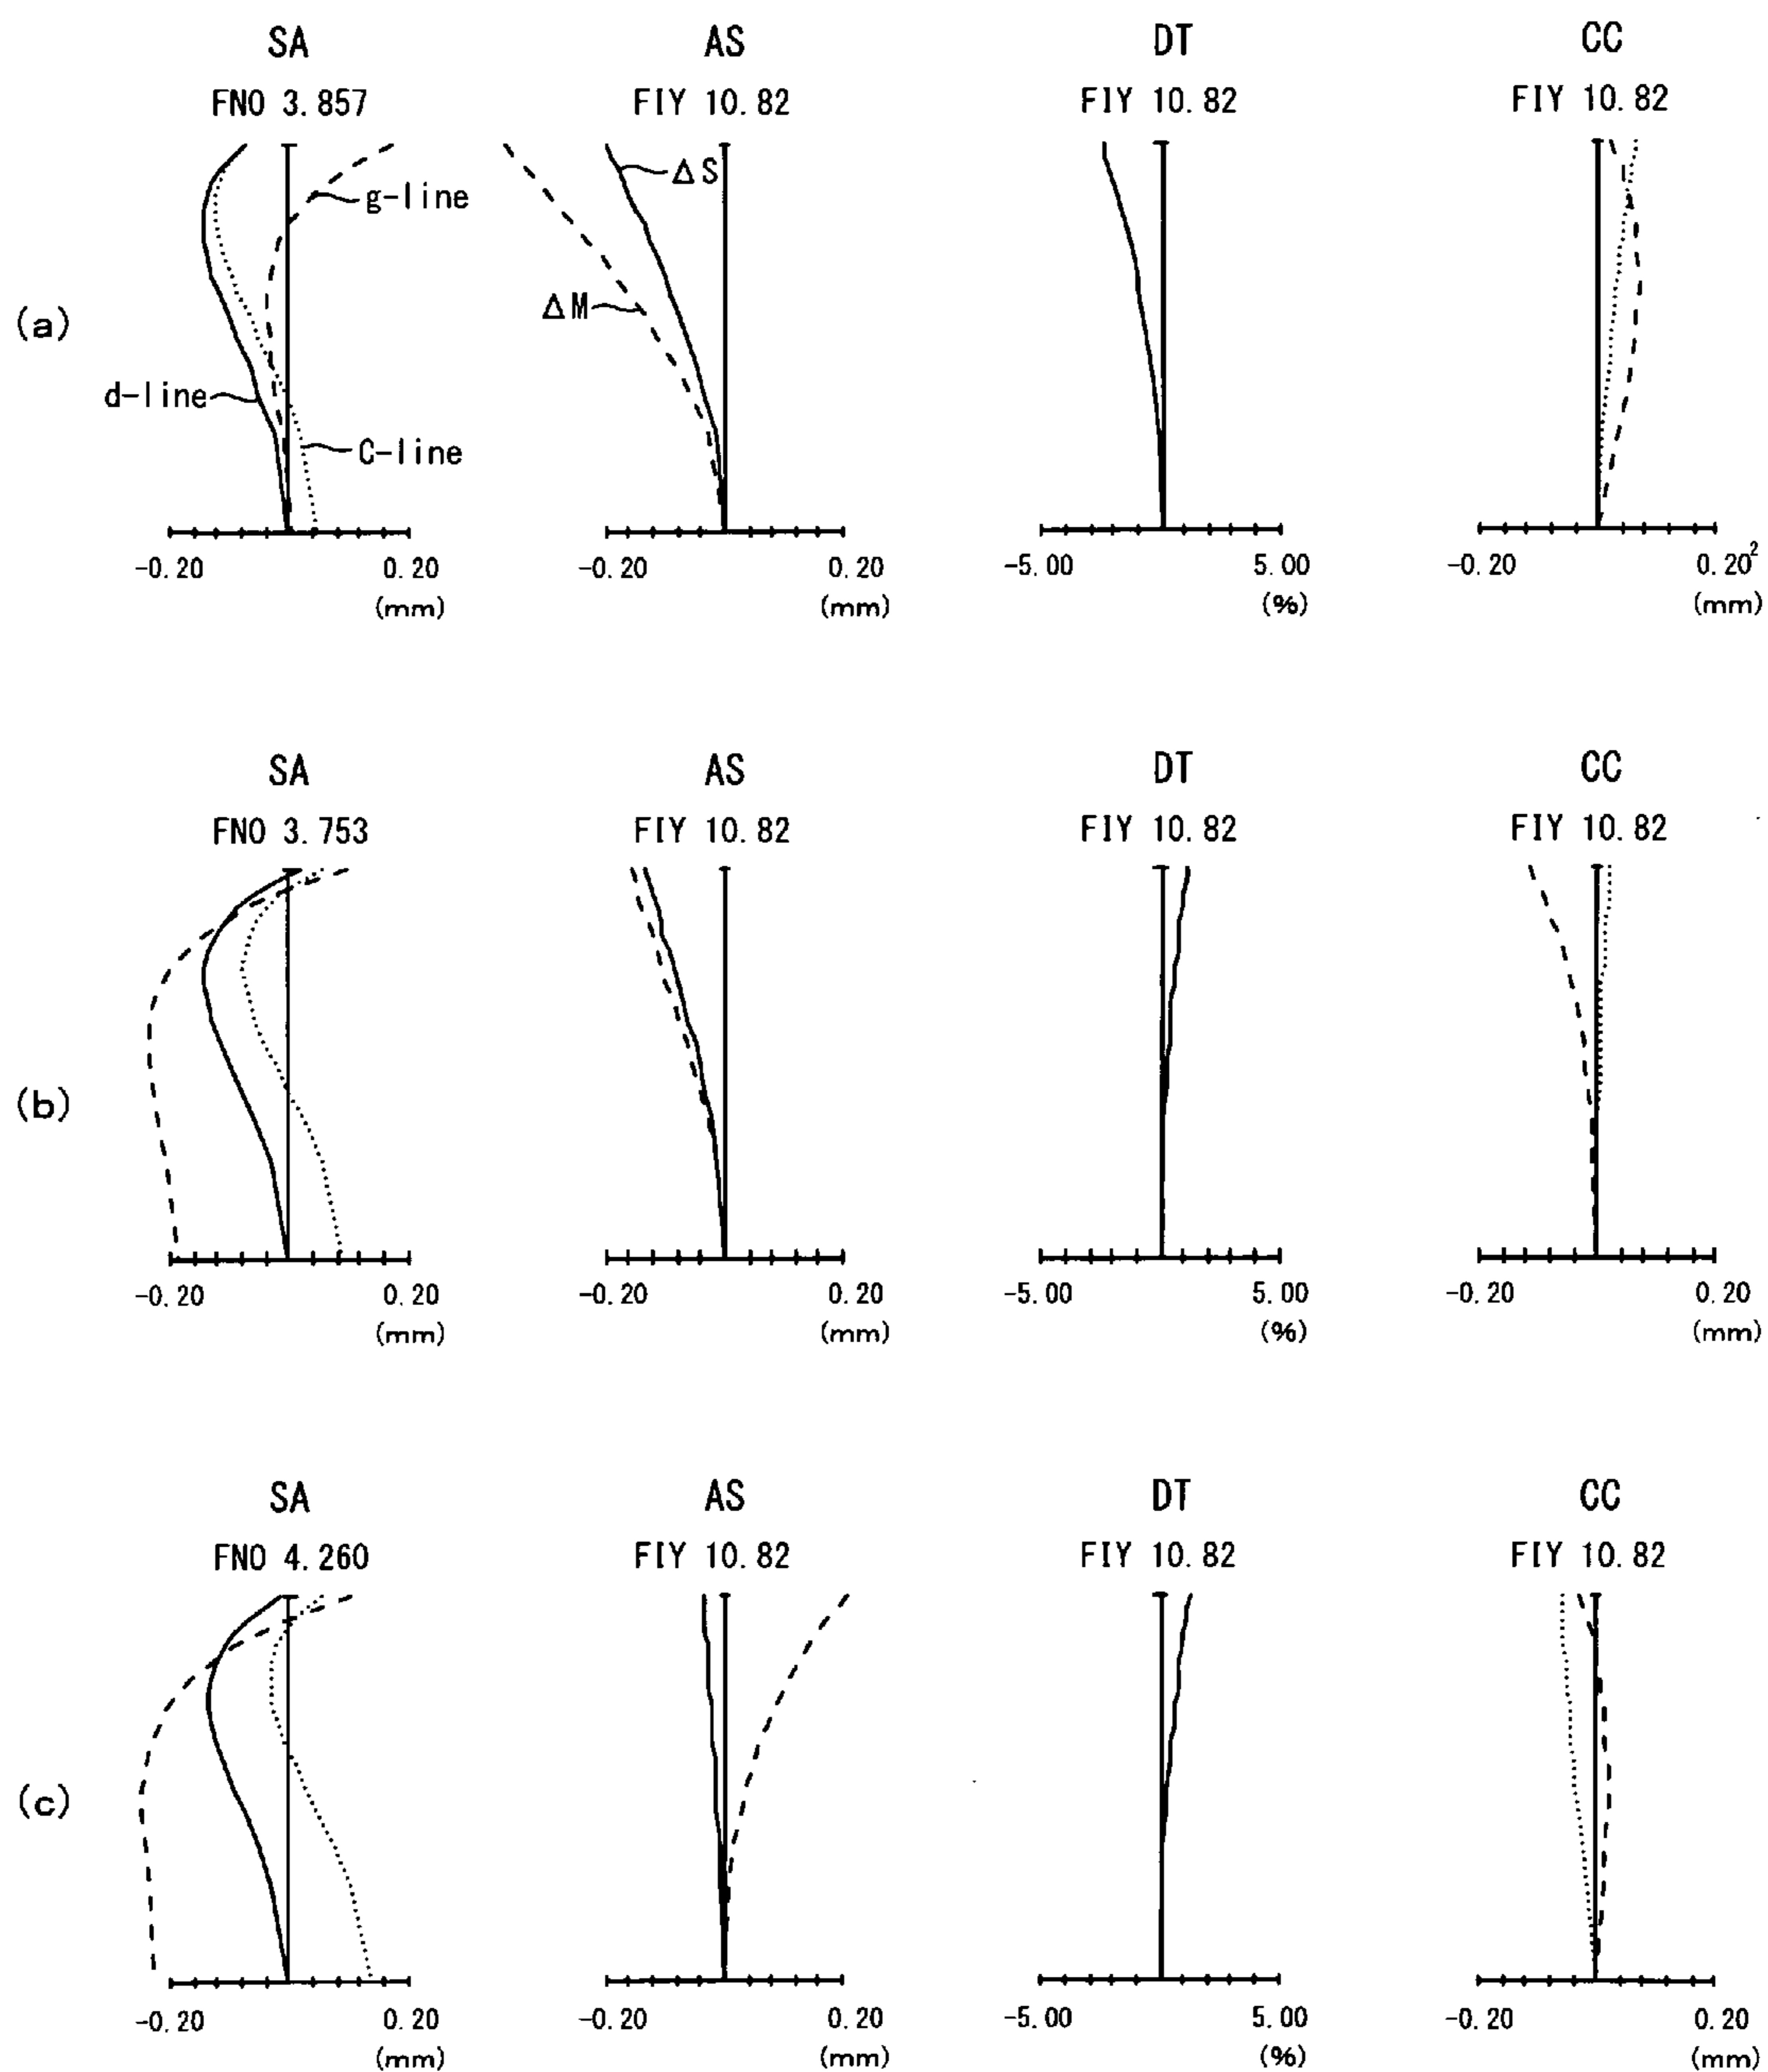 SA AS DT CC
FNO 3.857 FIY 10.82 FIY 10.82 FIY 10.82
ΔS
g-line
ΔM
(a)
d-line
C-line
-0.20 0.20 -0.20 0.20 -5.00 5.00 -0.20 0.20²
(mm) (mm) (%) (mm)
SA AS DT CC
FNO 3.753 FIY 10.82 FIY 10.82 FIY 10.82
(b)
-0.20 0.20 -0.20 0.20 -5.00 5.00 -0.20 0.20
(mm) (mm) (%) (mm)
SA AS DT CC
FNO 4.260 FIY 10.82 FIY 10.82 FIY 10.82
(c)
-0.20 0.20 -0.20 0.20 -5.00 5.00 -0.20 0.20
(mm) (mm) (%) (mm)